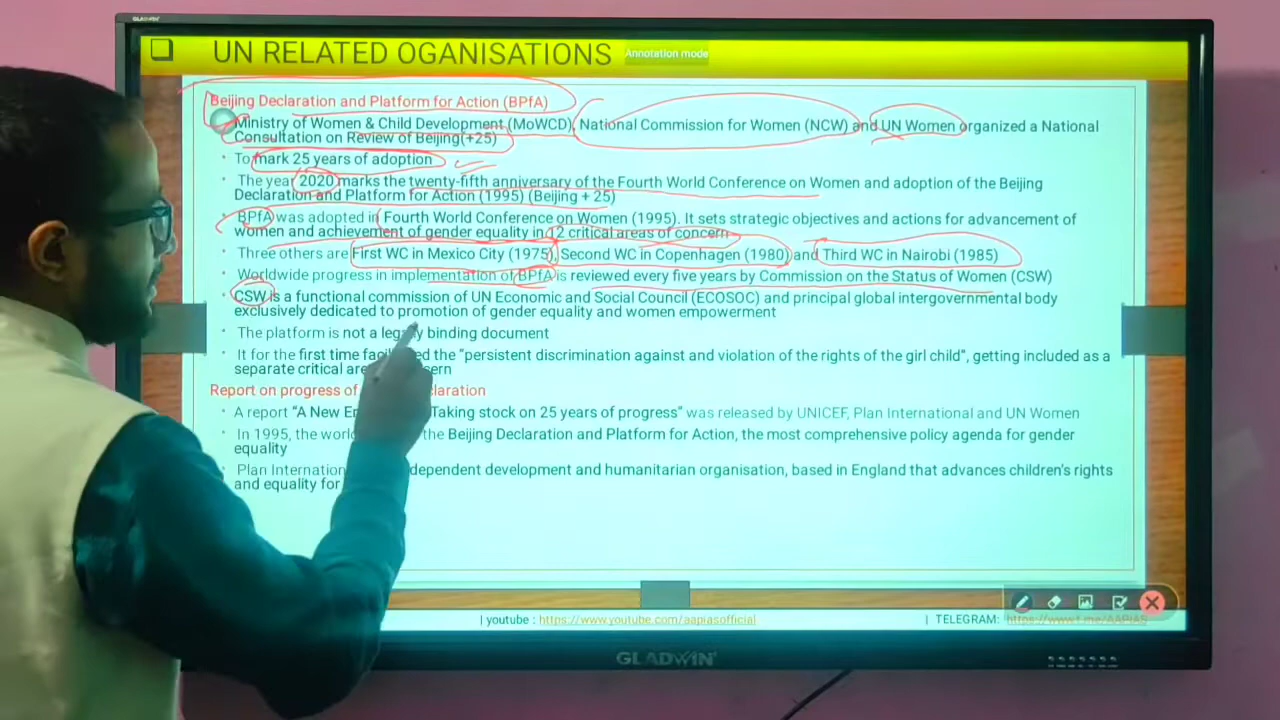 GLADWIN
UN RELATED OGANISATIONS
Annotation mode
Beijing Declaration and Platform for Action (BPfA)
Ministry of Women & Child Development (MoWCD), National Commission for Women (NCW) and UN Women organized a National
Consultation on Review of Beijing(+25)
To mark 25 years of adoption
The year 2020 marks the twenty-fifth anniversary of the Fourth World Conference on Women and adoption of the Beijing
Declaration and Platform for Action (1995) (Beijing + 25)
BPfA was adopted in Fourth World Conference on Women (1995). It sets strategic objectives and actions for advancement of
women and achievement of gender equality in 12 critical areas of concern
Three others are First WC in Mexico City (1975), Second WC in Copenhagen (1980) and Third WC in Nairobi (1985)
Worldwide progress in implementation of BPfA is reviewed every five years by Commission on the Status of Women (CSW)
CSW is a functional commission of UN Economic and Social Council (ECOSOC) and principal global intergovernmental body
exclusively dedicated to promotion of gender equality and women empowerment
The platform is not a legally binding document
It for the first time the "persistent discrimination against and violation of the rights of the girl child", getting included as a
separate critical
Report on progress of
A report "A New Taking stock on 25 years of progress" was released by UNICEF, Plan International and UN Women
In 1995, the world the Beijing Declaration and Platform for Action, the most comprehensive policy agenda for gender
equality
Plan development and humanitarian organisation, based in England that advances children's rights
and equality for
| youtube : https://www.youtube.com/aapiasofficial
| TELEGRAM: https://www.t.me/AAPIAS
GLADWIN